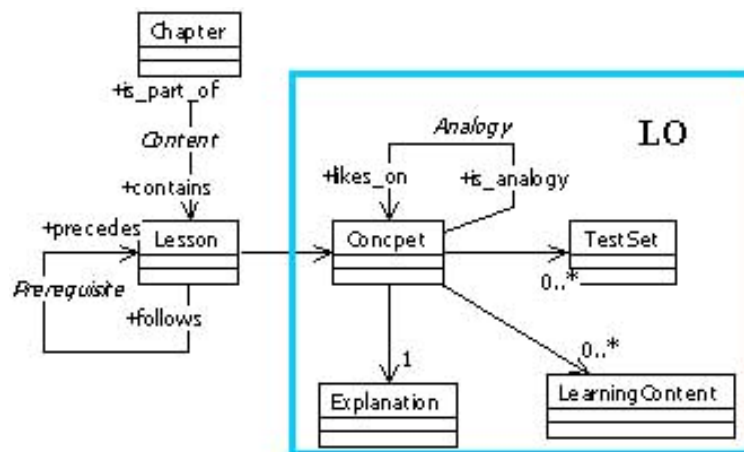 Chapter
+is_part_of
Content
+contains
+precedes
Lesson
Prerequisite
+follows
LO
Analogy
+likes_on
+is_analogy
Concpet
TestSet
0..*
1
0..*
Explanation
LearningContent